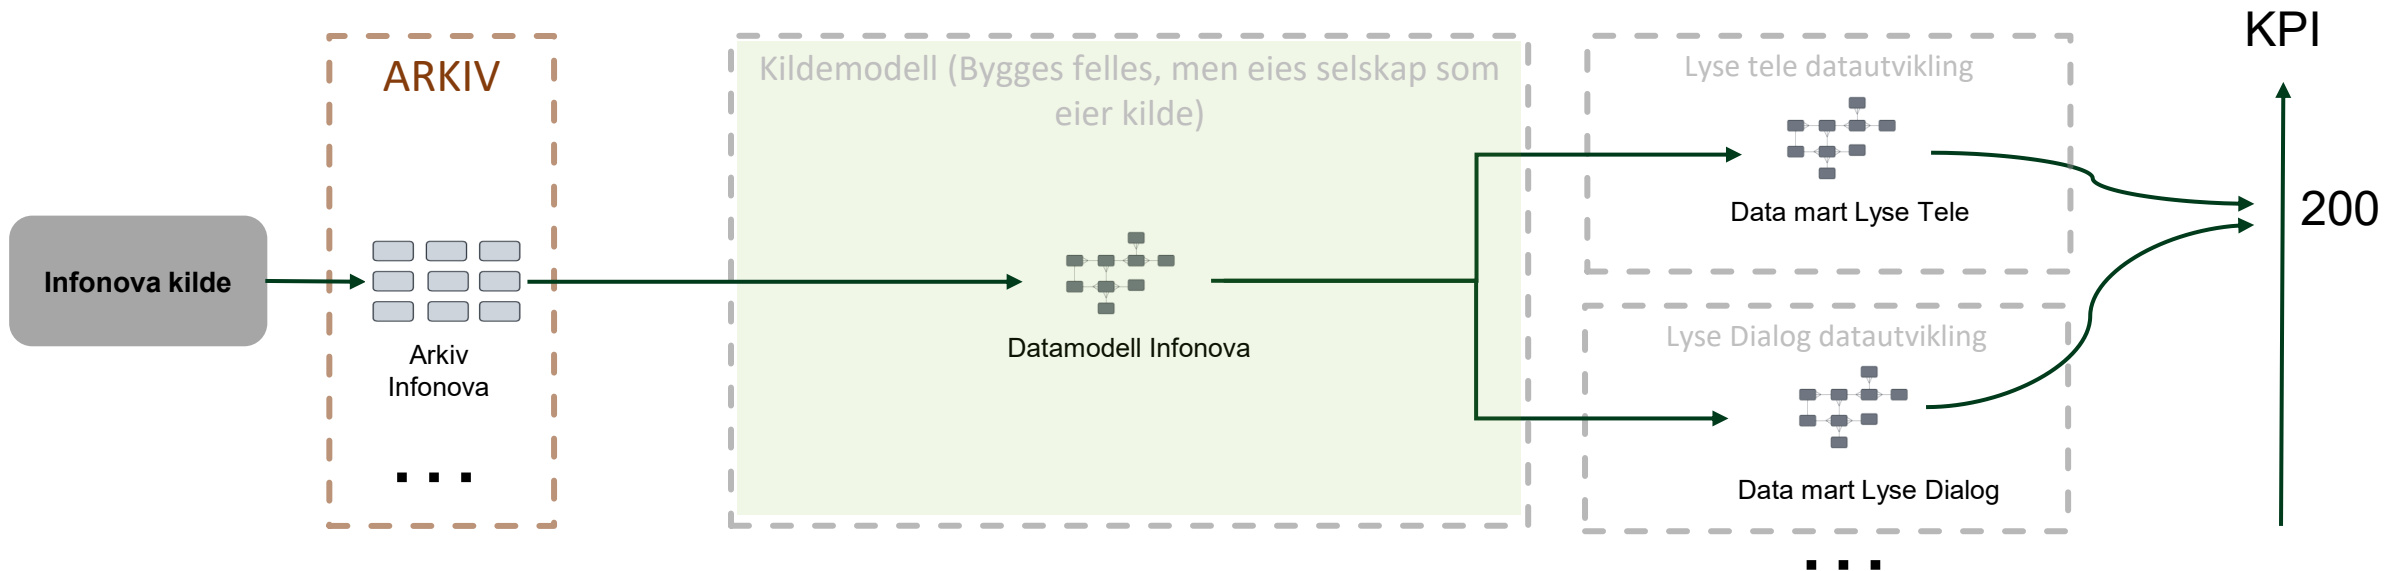 KPI
ARKIV
Kildemodell (Bygges felles, men eies selskap som
eier kilde)
Lyse tele datautvikling
Data mart Lyse Tele
200
Infonova kilde
Arkiv
Infonova
. . .
Datamodell Infonova
Lyse Dialog datautvikling
Data mart Lyse Dialog
. . .